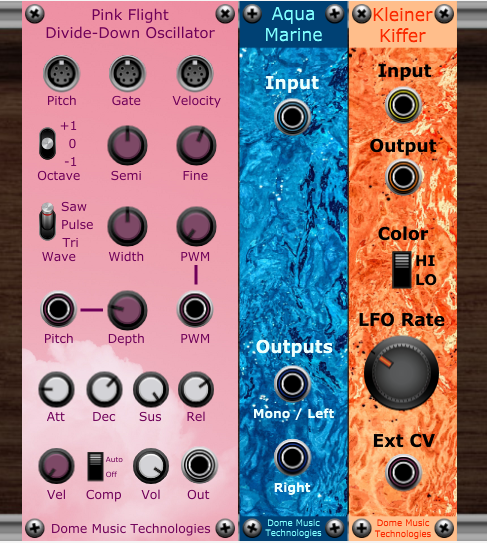 Pink Flight
Divide-Down Oscillator
Pitch Gate Velocity
+1
0
-1
Octave Semi Fine
Saw
Pulse
Tri
Wave Width PWM
Pitch Depth PWM
Att Dec Sus Rel
Auto
Off
Vel Comp Vol Out
Dome Music Technologies
Aqua
Marine
Input
Outputs
Mono / Left
Right
Dome Music
Technologies
Kleiner
Kiffer
Input
Output
Color
HI
LO
LFO Rate
Ext CV
Dome Music
Technologies